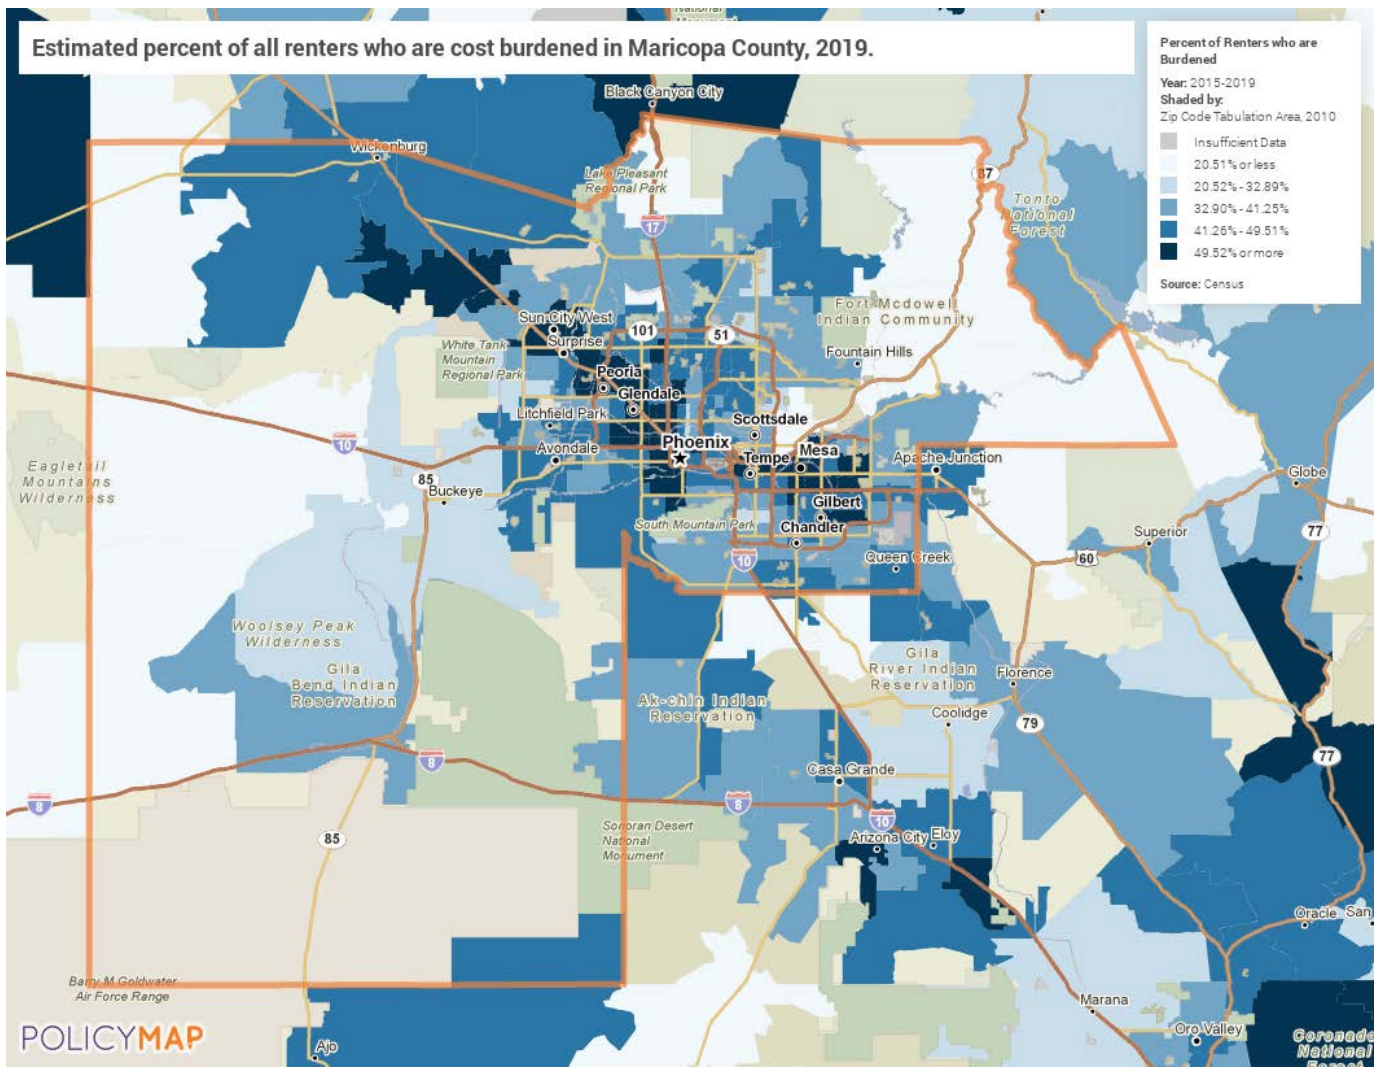 Estimated percent of all renters who are cost burdened in Maricopa County, 2019.
Percent of Renters who are
Burdened
Year: 2015-2019
Shaded by:
Zip Code Tabulation Area, 2010
Insufficient Data
20.51% or less
20.52% - 32.89%
32.90% - 41.25%
41.26% - 49.51%
49.52% or more
Source: Census
National
Black Canyon City
Wickenburg
Lake Pleasant
Regional Park
87
Tonto
National
Forest
17
Fort Mcdowell
Indian Community
Sun City West
101
51
White Tank
Mountain
Regional Park
Surprise
Fountain Hills
Peoria
Glendale
Litchfield Park
Scottsdale
Phoenix
10
Avondale
Tempe
Mesa
Apache Junction
Eagletail
Mountains
Wilderness
85
Buckeye
Globe
Gilbert
South Mountain Park
Chandler
Superior
77
10
Queen Creek
60
Woolsey Peak
Wilderness
Gila
Bend Indian
Reservation
Gila
River Indian
Reservation
Florence
Ak-chin Indian
Reservation
Coolidge
79
8
77
Casa Grande
8
8
10
85
Sonoran Desert
National
Monument
Arizona City
Eloy
Oracle
San
Barry M Goldwater
Air Force Range
Marana
Oro Valley
POLICYMAP
Ajo
Coronado
National
Forest